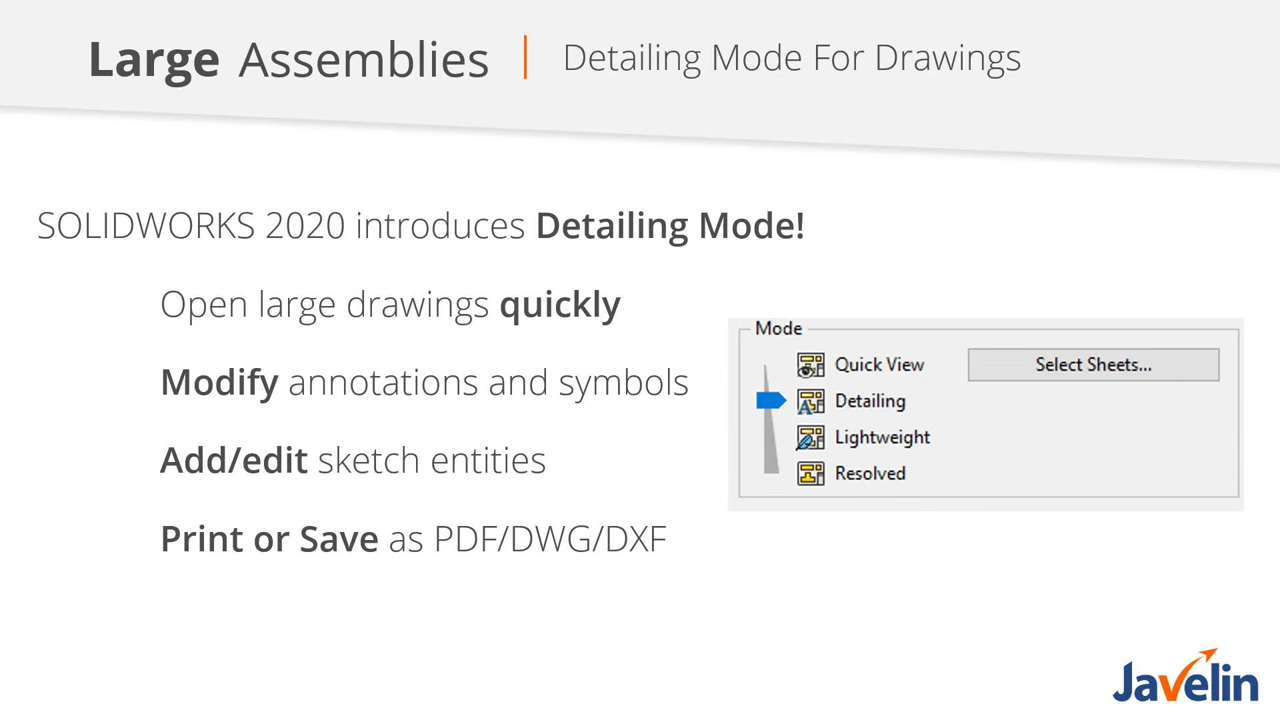 Large Assemblies | Detailing Mode For Drawings
SOLIDWORKS 2020 introduces Detailing Mode!
Open large drawings quickly
Modify annotations and symbols
Add/edit sketch entities
Print or Save as PDF/DWG/DXF
Mode
Quick View
Select Sheets...
Detailing
Lightweight
Resolved
Javelin